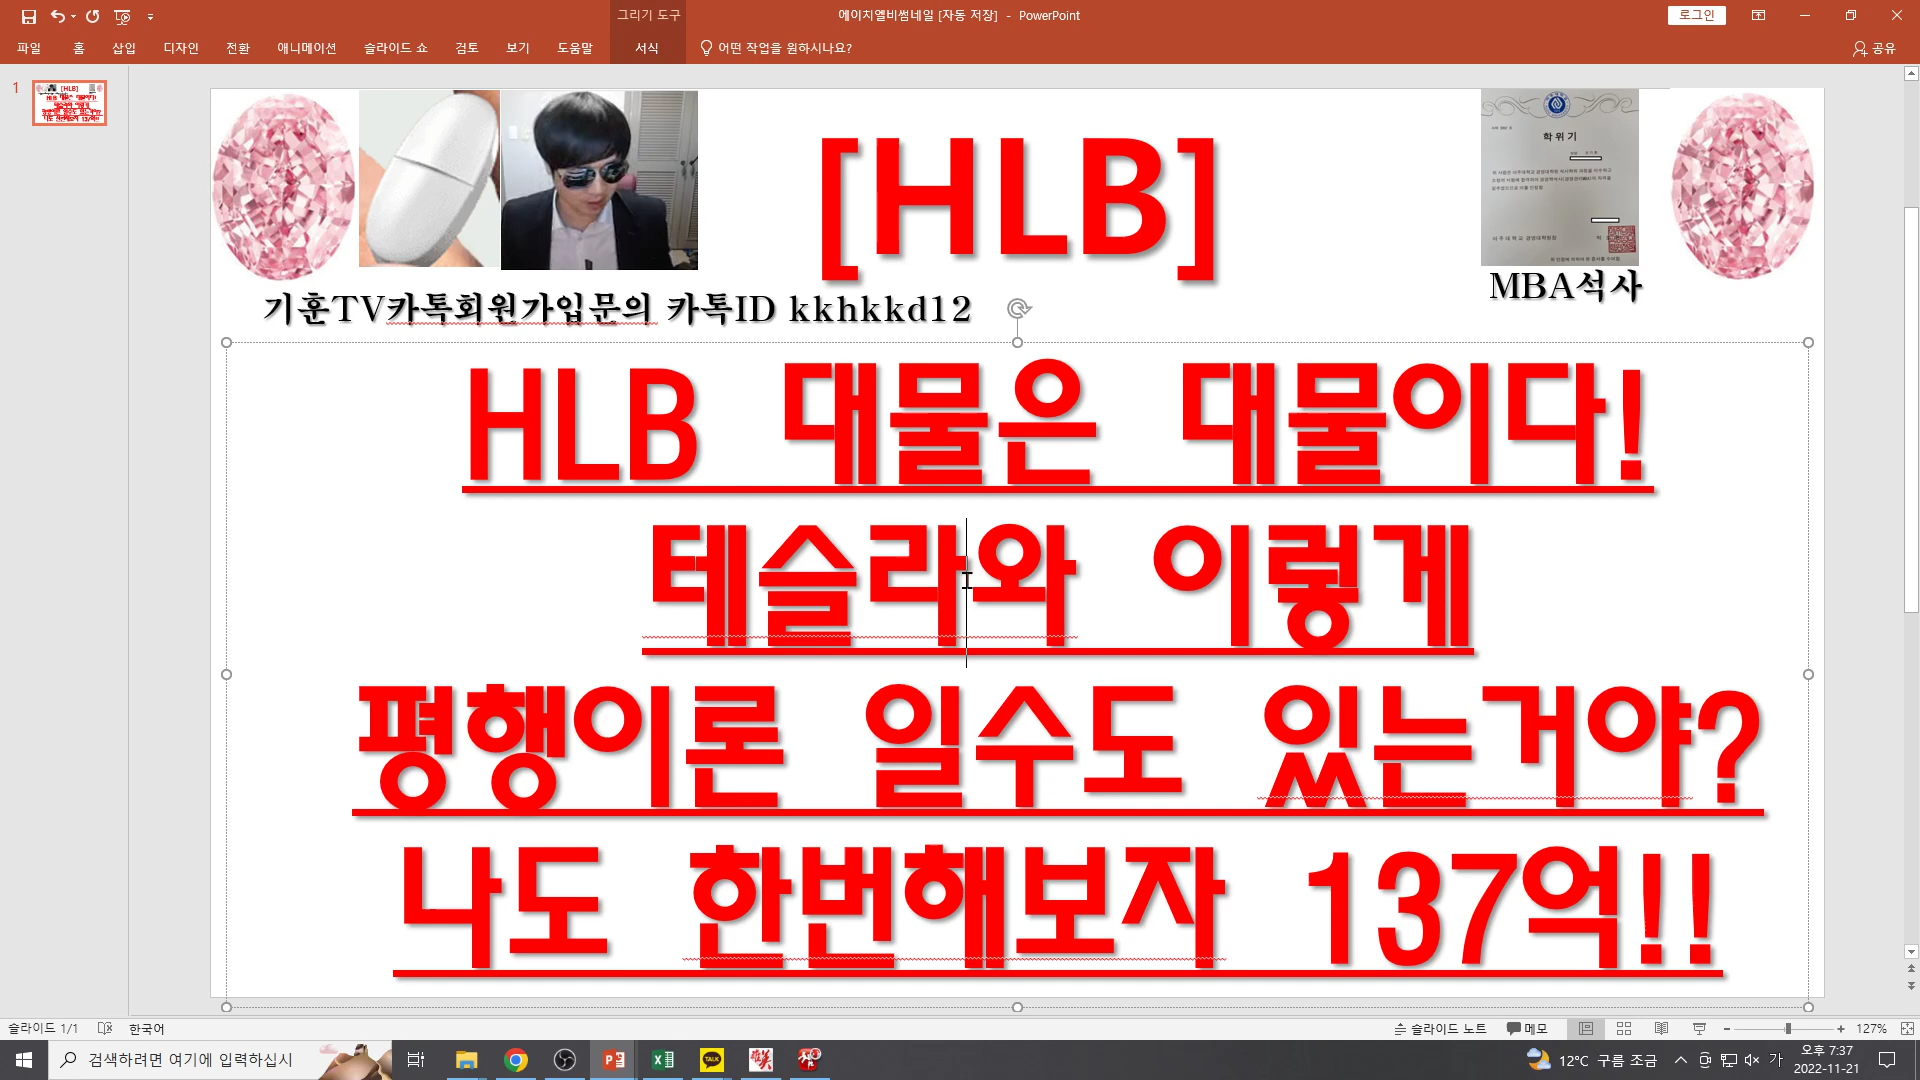 그리기 도구
에이치엘비썸네일 [자동 저장] - PowerPoint
로그인
파일 홈 삽입 디자인 전환 애니메이션 슬라이드 쇼 검토 보기 도움말 서식 어떤 작업을 원하시나요? 공유
1
[HLB]
학 위 기
MBA석사
기훈TV카톡회원가입문의 카톡ID kkhkkd12
HLB 대물은 대물이다!
테슬라와 이렇게
평행이론 일수도 있는거야?
나도 한번해보자 137억!!
슬라이드 1/1 한국어 슬라이드 노트 메모 127%
검색하려면 여기에 입력하십시
TALK
12°C 구름 조금
가
오후 7:37
2022-11-21